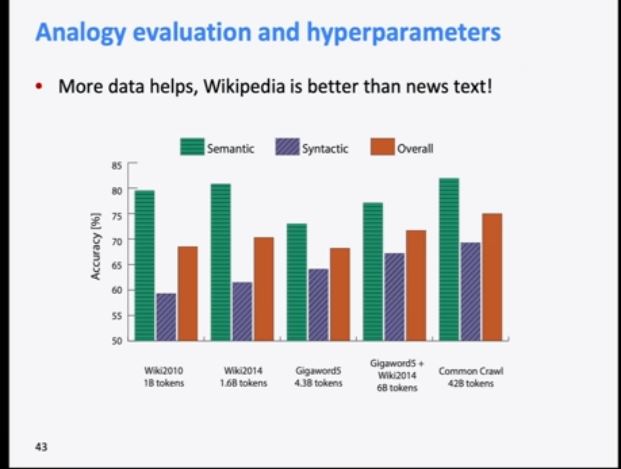 Analogy evaluation and hyperparameters
• More data helps, Wikipedia is better than news text!
Semantic Syntactic Overall
Accuracy [%]
85
80
75
70
65
60
55
50
Wiki2010
1B tokens
Wiki2014
1.6B tokens
Gigaword5
4.3B tokens
Gigaword5 +
Wiki2014
6B tokens
Common Crawl
42B tokens
43